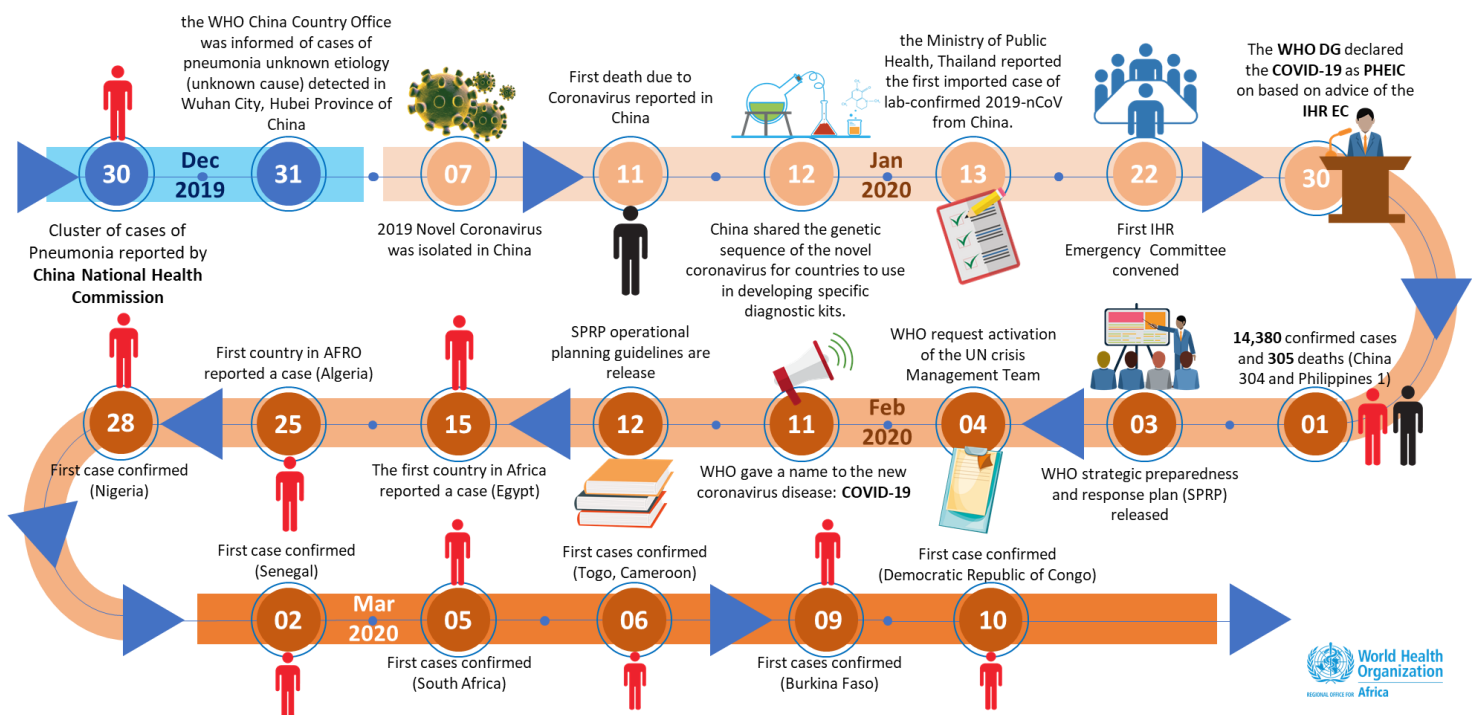 the WHO China Country Office
was informed of cases of
pneumonia unknown etiology
(unknown cause) detected in
Wuhan City, Hubei Province of
China
First death due to
Coronavirus reported in
China
the Ministry of Public
Health, Thailand reported
the first imported case of
lab-confirmed 2019-nCoV
from China.
The WHO DG declared
the COVID-19 as PHEIC
on based on advice of the
IHR EC
30
Dec
2019
31
07
11
12
Jan
2020
13
22
30
Cluster of cases of
Pneumonia reported by
China National Health
Commission
2019 Novel Coronavirus
was isolated in China
China shared the genetic
sequence of the novel
coronavirus for countries to use
in developing specific
diagnostic kits.
First IHR
Emergency Committee
convened
First country in AFRO
reported a case (Algeria)
SPRP operational
planning guidelines are
release
WHO request activation
of the UN crisis
Management Team
14,380 confirmed cases
and 305 deaths (China
304 and Philippines 1)
28
25
15
12
11
Feb
2020
04
03
01
First case confirmed
(Nigeria)
The first country in Africa
reported a case (Egypt)
WHO gave a name to the new
coronavirus disease: COVID-19
WHO strategic preparedness
and response plan (SPRP)
released
First case confirmed
(Senegal)
First cases confirmed
(Togo, Cameroon)
First case confirmed
(Democratic Republic of Congo)
02
Mar
2020
05
06
09
10
First cases confirmed
(South Africa)
First cases confirmed
(Burkina Faso)
World Health
Organization
REGIONAL OFFICE FOR Africa